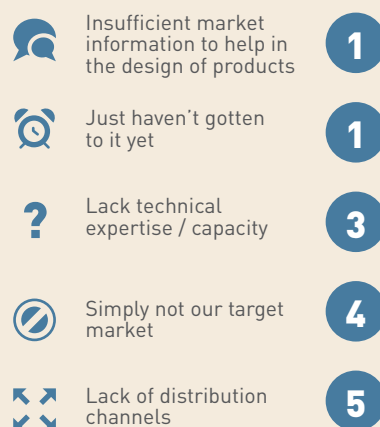 Insufficient market
information to help in
the design of products
1
Just haven't gotten
to it yet
1
?
Lack technical
expertise / capacity
3
Simply not our target
market
4
Lack of distribution
channels
5